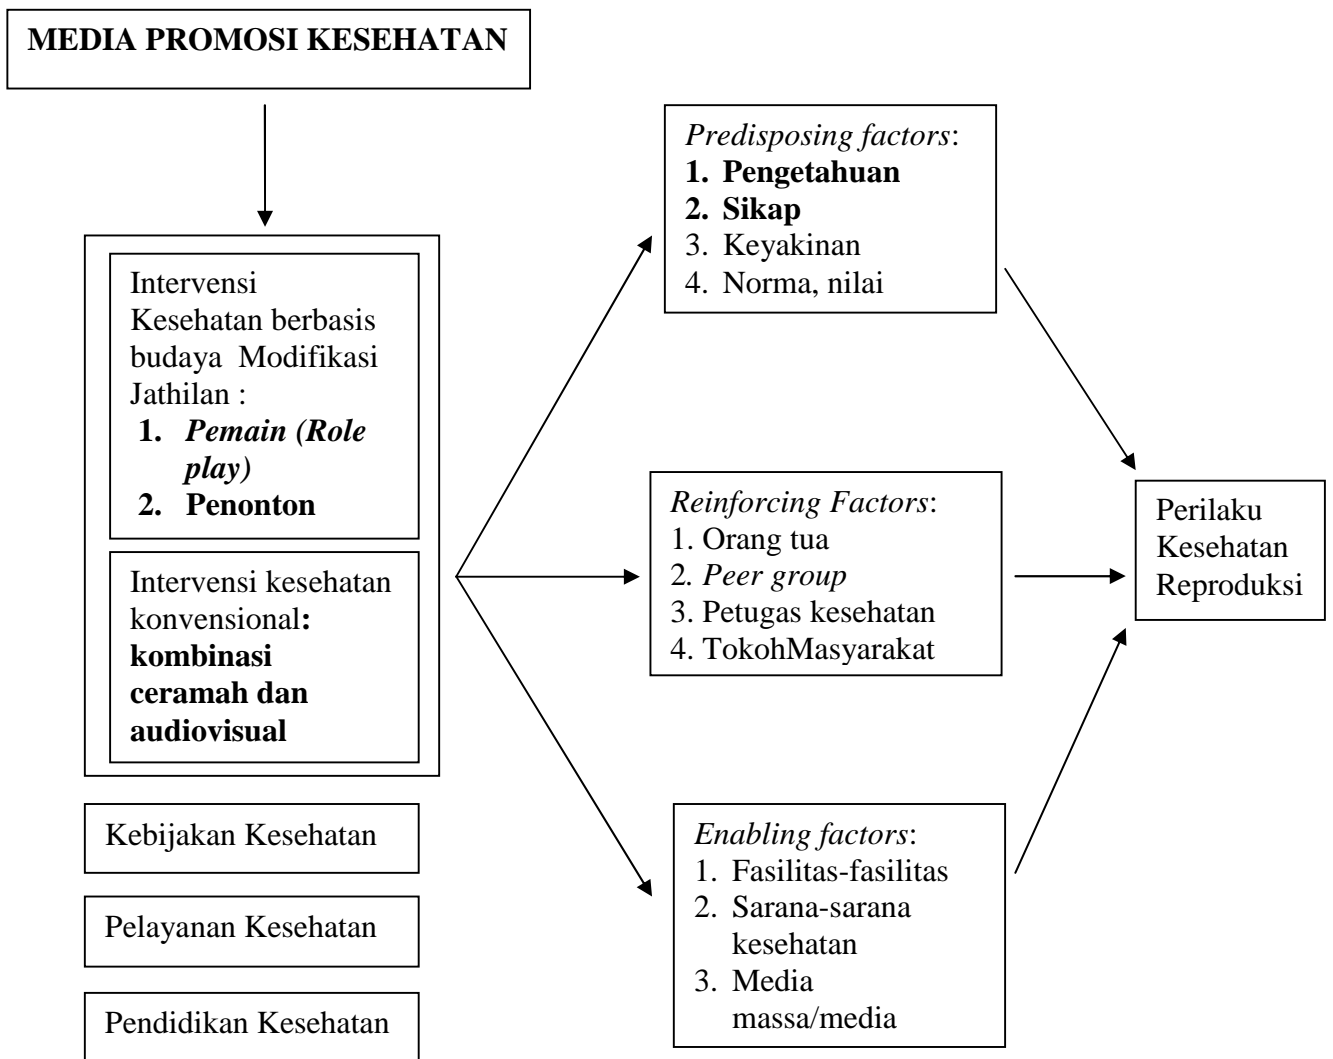 MEDIA PROMOSI KESEHATAN
Intervensi
Kesehatan berbasis
budaya Modifikasi
Jathilan :
1. Pemain (Role
play)
2. Penonton
Intervensi kesehatan
konvensional:
kombinasi
ceramah dan
audiovisual
Kebijakan Kesehatan
Pelayanan Kesehatan
Pendidikan Kesehatan
Predisposing factors:
1. Pengetahuan
2. Sikap
3. Keyakinan
4. Norma, nilai
Reinforcing Factors:
1. Orang tua
2. Peer group
3. Petugas kesehatan
4. TokohMasyarakat
Enabling factors:
1. Fasilitas-fasilitas
2. Sarana-sarana
kesehatan
3. Media
massa/media
Perilaku
Kesehatan
Reproduksi